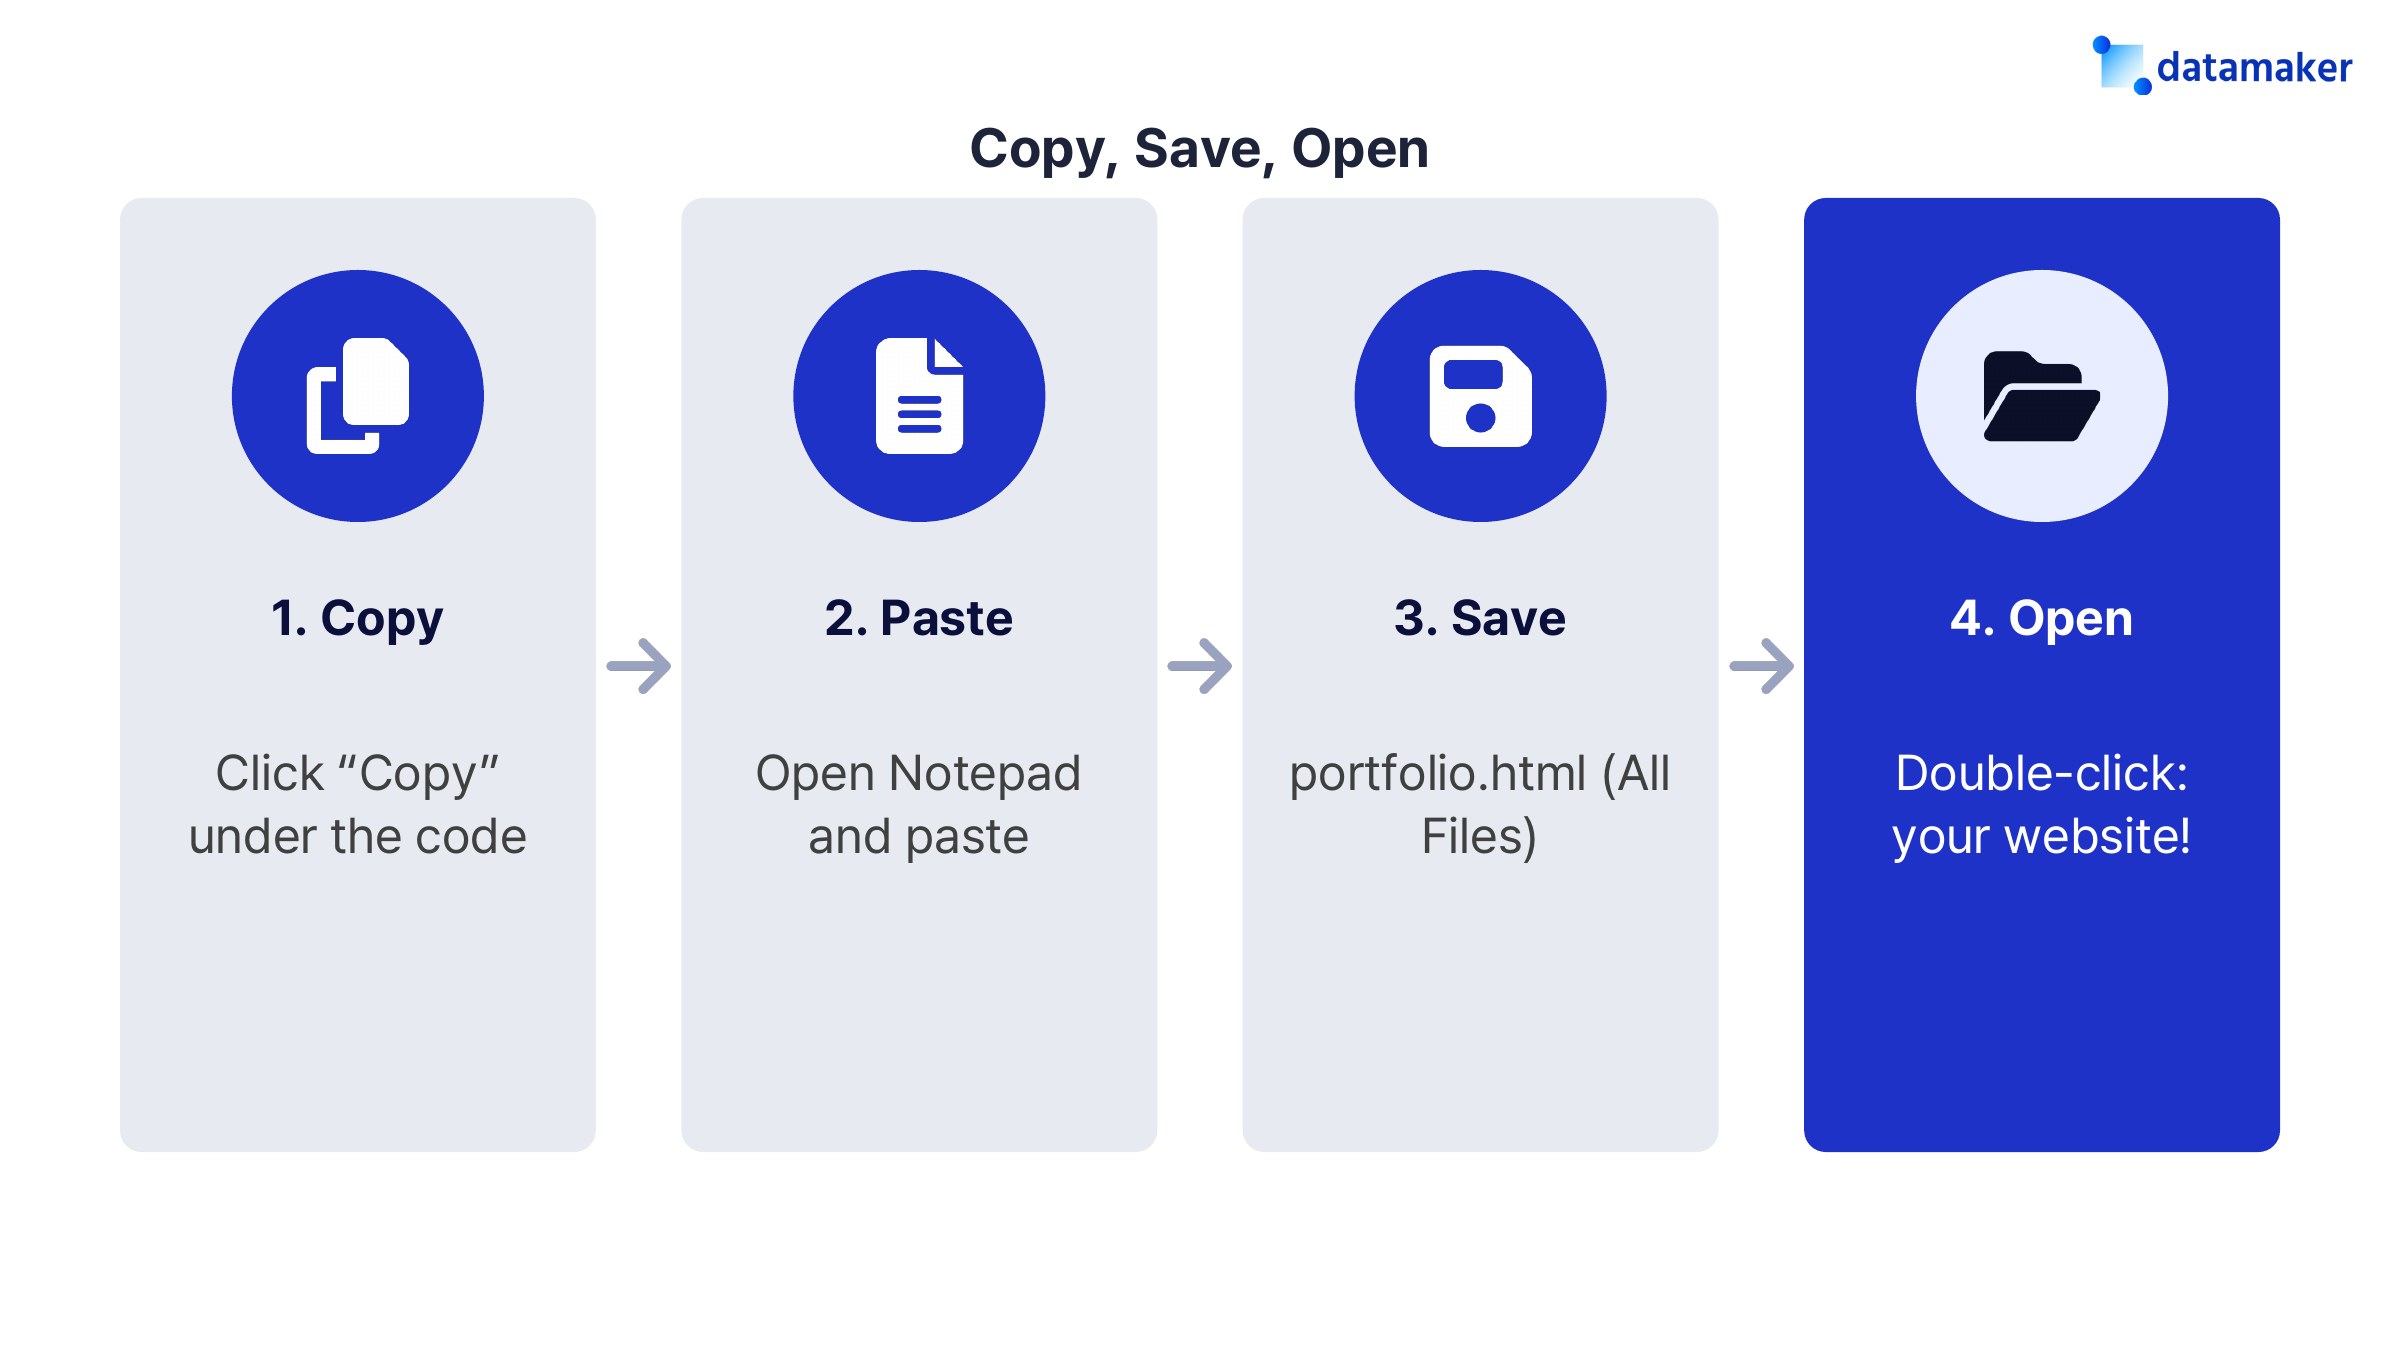 datamaker
Copy, Save, Open
1. Copy
Click “Copy”
under the code
2. Paste
Open Notepad
and paste
3. Save
portfolio.html (All
Files)
4. Open
Double-click:
your website!